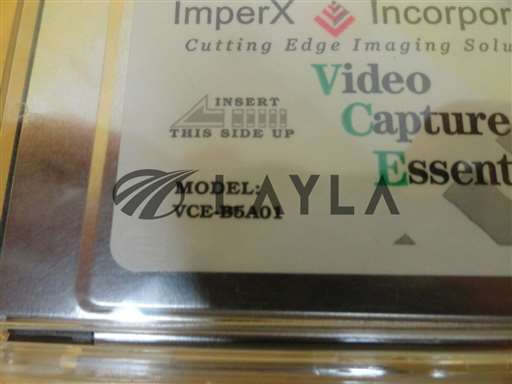 ImperX Incorpor
Cutting Edge Imaging Solu
Video
Capture
Essent
INSERT
THIS SIDE UP
MODEL:
VCE-B5A01
LAYLA